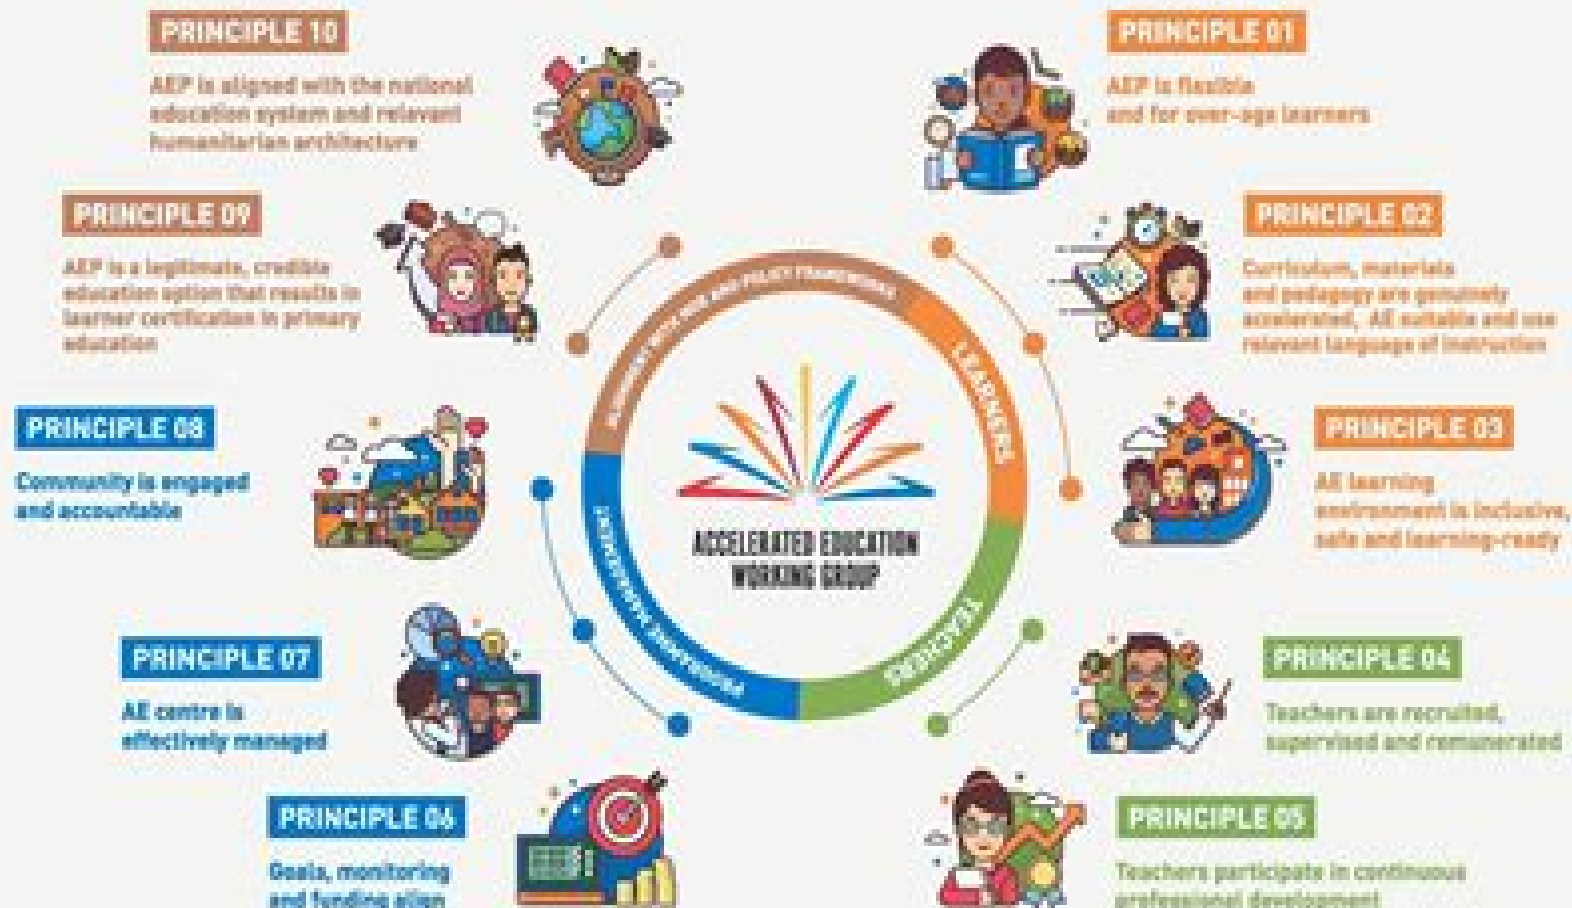 PRINCIPLE 10
AEP is aligned with the national
education system and relevant
humanitarian architecture
PRINCIPLE 01
AEP is flexible
and for over-age learners
PRINCIPLE 09
AEP is a legitimate, credible
education option that results in
learner certification in primary
education
PRINCIPLE 02
Curriculum, materials
and pedagogy are genuinely
accelerated, AE suitable and use
relevant language of instruction
PRINCIPLE 08
Community is engaged
and accountable
PRINCIPLE 03
AE learning
environment is inclusive,
safe and learning-ready
PRINCIPLE 07
AE centre is
effectively managed
PRINCIPLE 04
Teachers are recruited,
supervised and remunerated
PRINCIPLE 06
Goals, monitoring
and funding align
PRINCIPLE 05
Teachers participate in continuous
professional development
AND POLICY FRAMEWORKS
LEARNERS
TEACHERS
PROGRAMME MANAGEMENT
ACCELERATED EDUCATION
WORKING GROUP